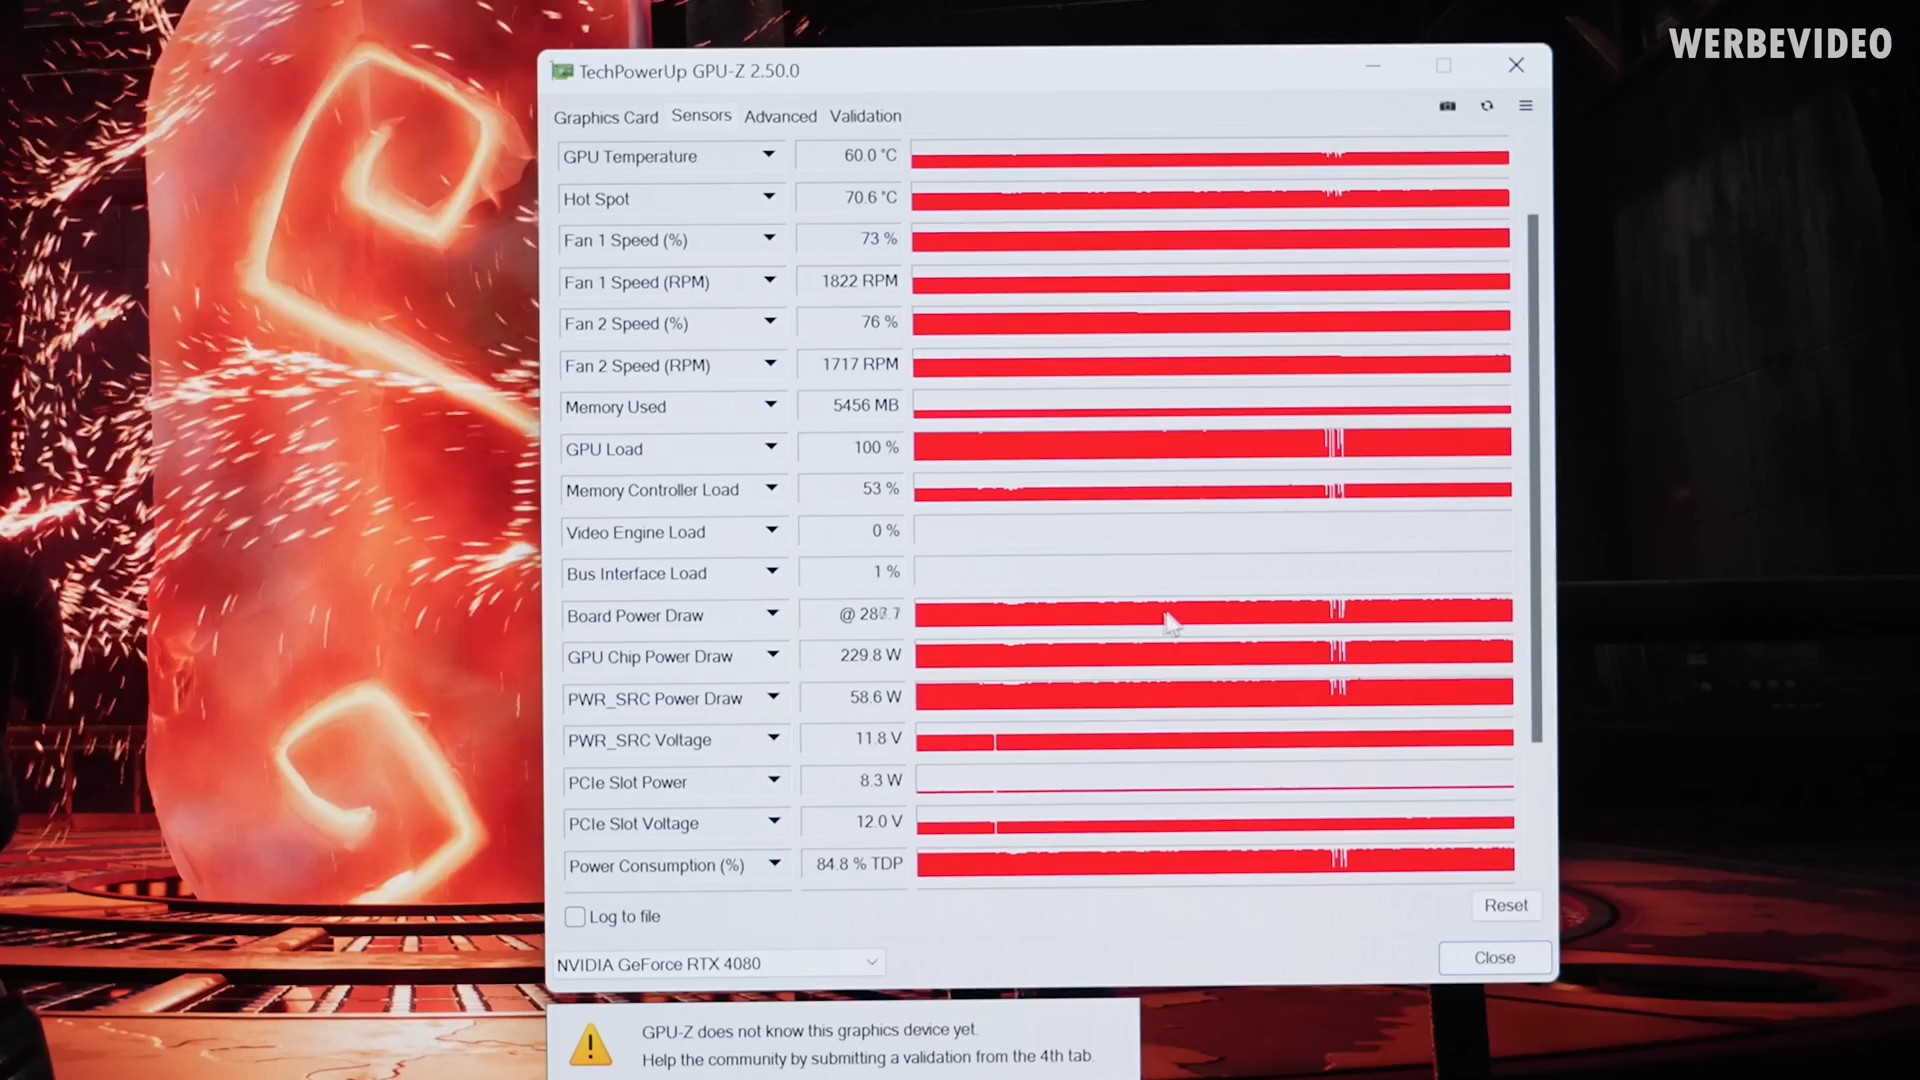 WERBEVIDEO
TechPowerUp GPU-Z 2.50.0
Graphics Card Sensors Advanced Validation
GPU Temperature 60.0 °C
Hot Spot 70.6 °C
Fan 1 Speed (%) 73 %
Fan 1 Speed (RPM) 1822 RPM
Fan 2 Speed (%) 76 %
Fan 2 Speed (RPM) 1717 RPM
Memory Used 5456 MB
GPU Load 100 %
Memory Controller Load 53 %
Video Engine Load 0 %
Bus Interface Load 1 %
Board Power Draw @
GPU Chip Power Draw 229.8 W
PWR_SRC Power Draw 58.6 W
PWR_SRC Voltage 11.8 V
PCIe Slot Power 8.3 W
PCIe Slot Voltage 12.0 V
Power Consumption (%) 84.8 % TDP
Log to file
Reset
NVIDIA GeForce RTX 4080
Close
GPU-Z does not know this graphics device yet.
Help the community by submitting a validation from the 4th tab.